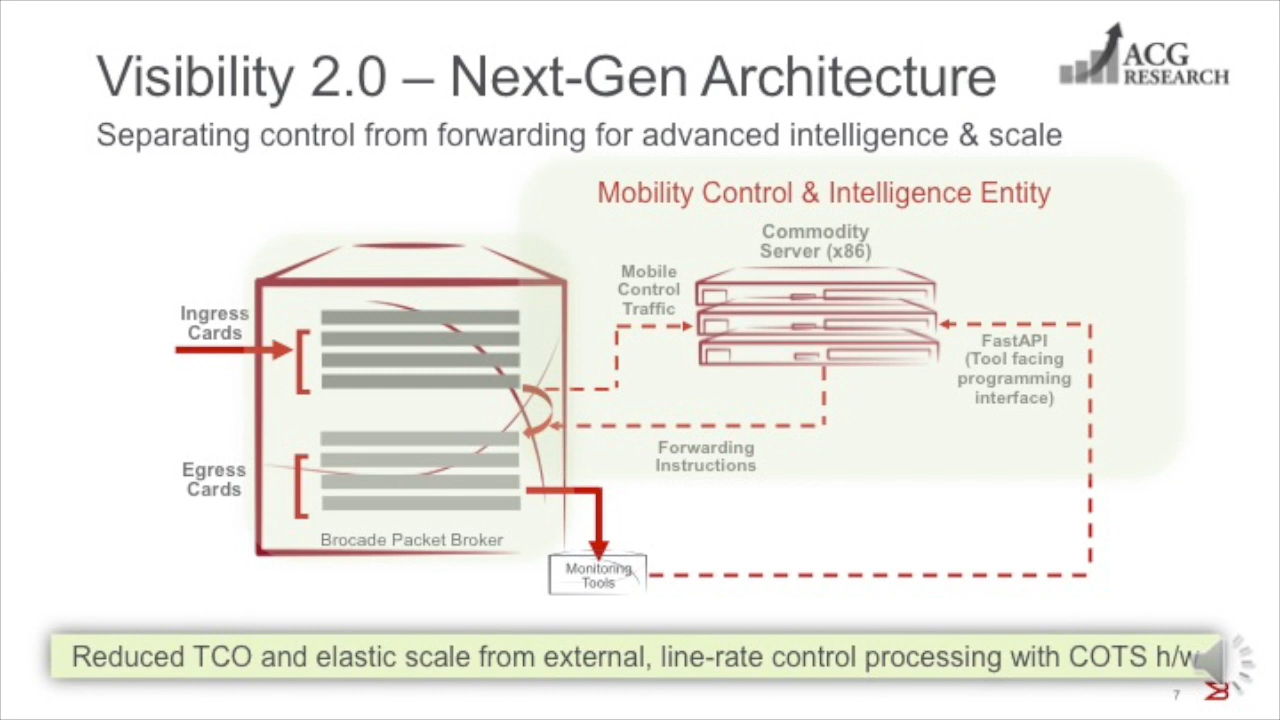 Visibility 2.0 – Next-Gen Architecture
ACG
RESEARCH
Separating control from forwarding for advanced intelligence & scale
Mobility Control & Intelligence Entity
Commodity
Server (x86)
Mobile
Control
Traffic
Ingress
Cards
FastAPI
(Tool facing
programming
interface)
Forwarding
Instructions
Egress
Cards
Brocade Packet Broker
Monitoring
Tools
Reduced TCO and elastic scale from external, line-rate control processing with COTS h/w
7